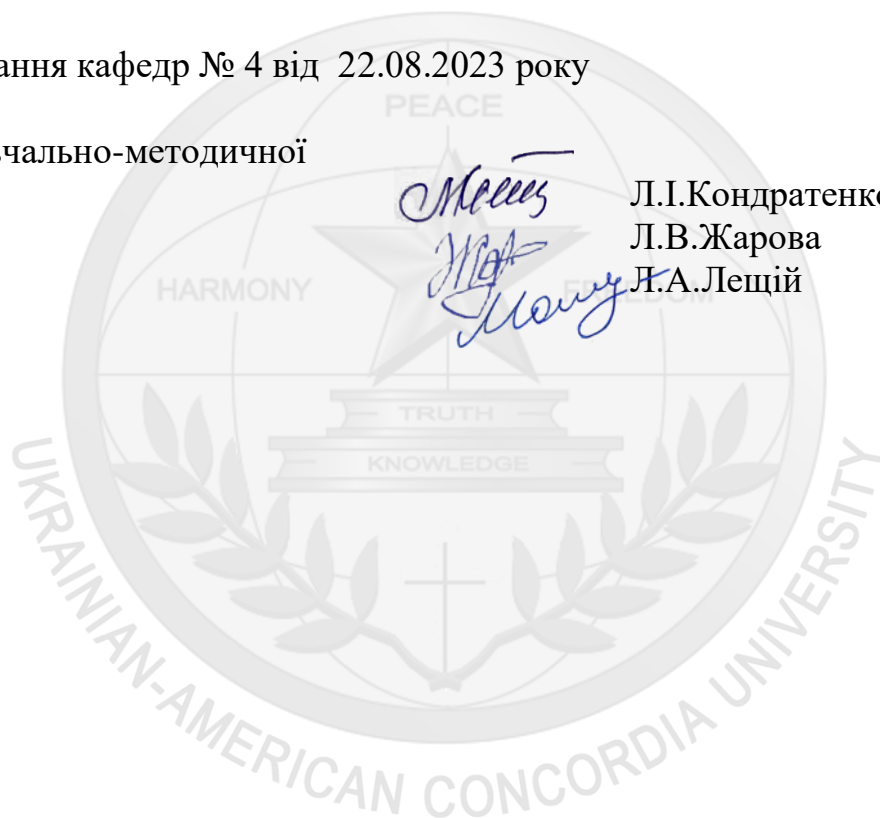 ання кафедр № 4 від 22.08.2023 року
PEACE
чально-методичної
Л.І.Кондратенко
Л.В.Жарова
HARMONY FREEDOM Л.А.Лещій
TRUTH
KNOWLEDGE
UKRAINIAN-AMERICAN CONCORDIA UNIVERSITY